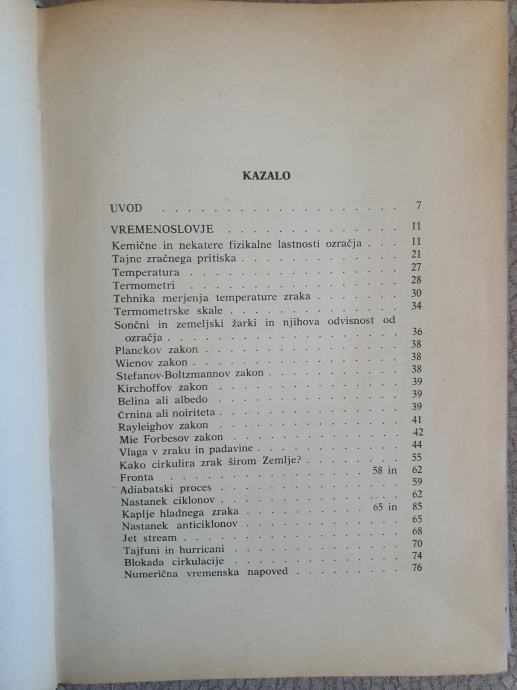 KAZALO
UVOD . . . . . . . . . . . . . . . . . . 7
VREMENOSLOVJE . . . . . . . . . . . . . 11
Kemične in nekatere fizikalne lastnosti ozračja . . . 11
Tajne zračnega pritiska . . . . . . . . . . . . 21
Temperatura . . . . . . . . . . . . . . . . 27
Termometri . . . . . . . . . . . . . . . . 28
Tehnika merjenja temperature zraka . . . . . . . 30
Termometrske skale . . . . . . . . . . . . . 34
Sončni in zemeljski žarki in njihova odvisnost od
ozračja . . . . . . . . . . . . . . . . . 36
Planckov zakon . . . . . . . . . . . . . . . 38
Wienov zakon . . . . . . . . . . . . . . . . 38
Stefanov-Boltzmannov zakon . . . . . . . . . . 38
Kirchoffov zakon . . . . . . . . . . . . . . 39
Belina ali albedo . . . . . . . . . . . . . . 39
Črnina ali noiriteta . . . . . . . . . . . . . 39
Rayleighov zakon . . . . . . . . . . . . . . 41
Mie Forbesov zakon . . . . . . . . . . . . . 42
Vlaga v zraku in padavine . . . . . . . . . . . 44
Kako cirkulira zrak širom Zemlje? . . . . . . . . 55
Fronta . . . . . . . . . . . . . . . 58 in 62
Adiabatski proces . . . . . . . . . . . . . . 59
Nastanek ciklonov . . . . . . . . . . . . . . 62
Kaplje hladnega zraka . . . . . . . . . 65 in 85
Nastanek anticiklonov . . . . . . . . . . . . 65
Jet stream . . . . . . . . . . . . . . . . . 68
Tajfuni in hurricani . . . . . . . . . . . . . 70
Blokada cirkulacije . . . . . . . . . . . . . 74
Numerična vremenska napoved . . . . . . . . . 76